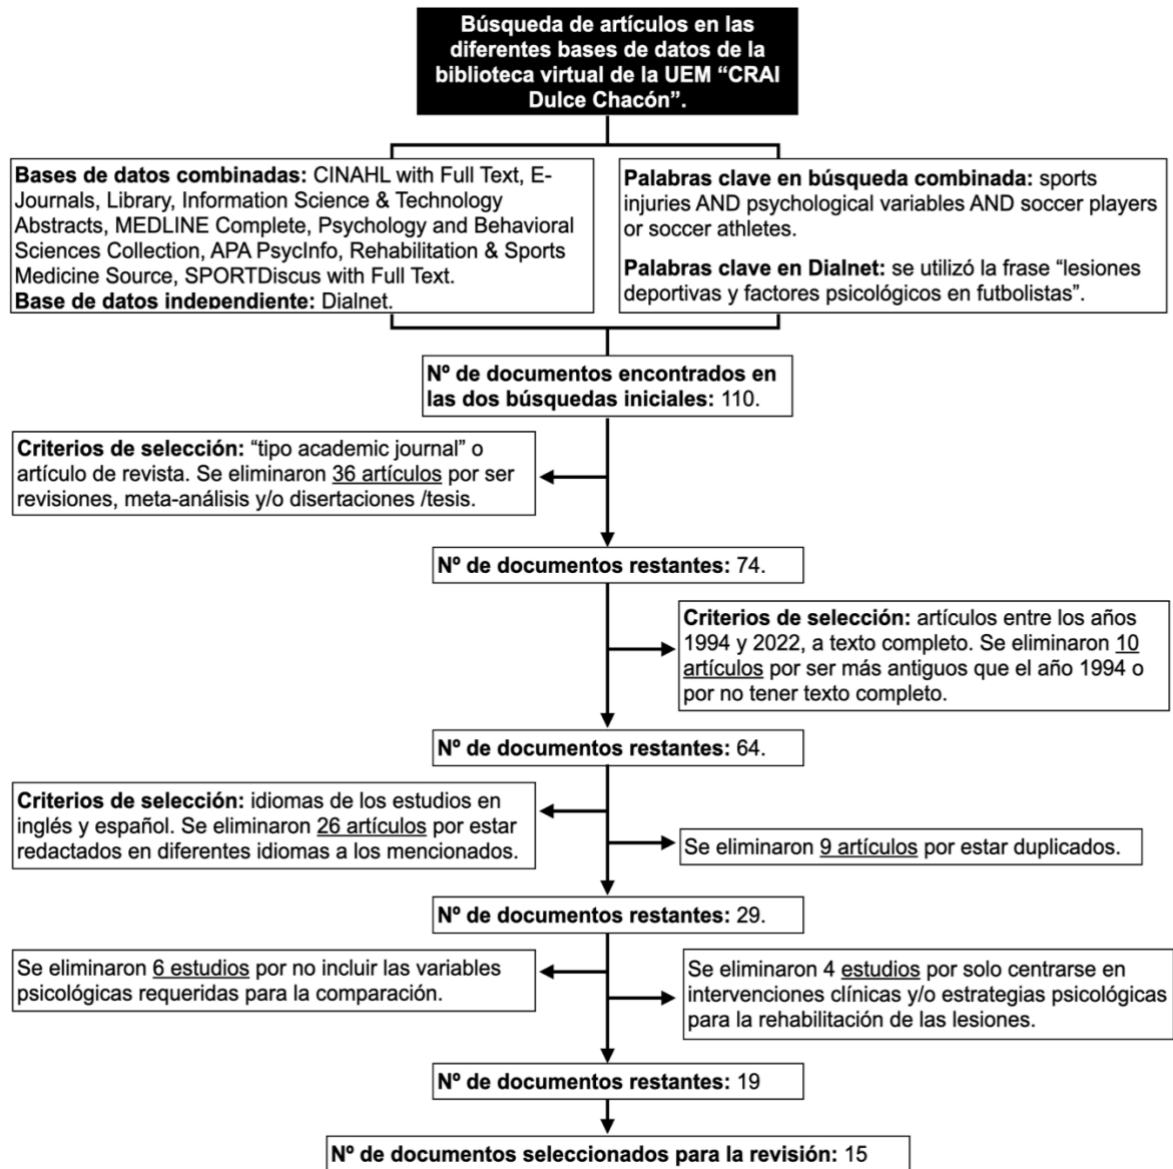 Búsqueda de artículos en las
diferentes bases de datos de la
biblioteca virtual de la UEM “CRAI
Dulce Chacón”.
Bases de datos combinadas: CINAHL with Full Text, E-
Journals, Library, Information Science & Technology
Abstracts, MEDLINE Complete, Psychology and Behavioral
Sciences Collection, APA PsycInfo, Rehabilitation & Sports
Medicine Source, SPORTDiscus with Full Text.
Base de datos independiente: Dialnet.
Palabras clave en búsqueda combinada: sports
injuries AND psychological variables AND soccer players
or soccer athletes.
Palabras clave en Dialnet: se utilizó la frase “lesiones
deportivas y factores psicológicos en futbolistas”.
Nº de documentos encontrados en
las dos búsquedas iniciales: 110.
Criterios de selección: “tipo academic journal” o
artículo de revista. Se eliminaron 36 artículos por ser
revisiones, meta-análisis y/o disertaciones /tesis.
Nº de documentos restantes: 74.
Criterios de selección: artículos entre los años
1994 y 2022, a texto completo. Se eliminaron 10
artículos por ser más antiguos que el año 1994 o
por no tener texto completo.
Nº de documentos restantes: 64.
Criterios de selección: idiomas de los estudios en
inglés y español. Se eliminaron 26 artículos por estar
redactados en diferentes idiomas a los mencionados.
Se eliminaron 9 artículos por estar duplicados.
Nº de documentos restantes: 29.
Se eliminaron 6 estudios por no incluir las variables
psicológicas requeridas para la comparación.
Se eliminaron 4 estudios por solo centrarse en
intervenciones clínicas y/o estrategias psicológicas
para la rehabilitación de las lesiones.
Nº de documentos restantes: 19
Nº de documentos seleccionados para la revisión: 15